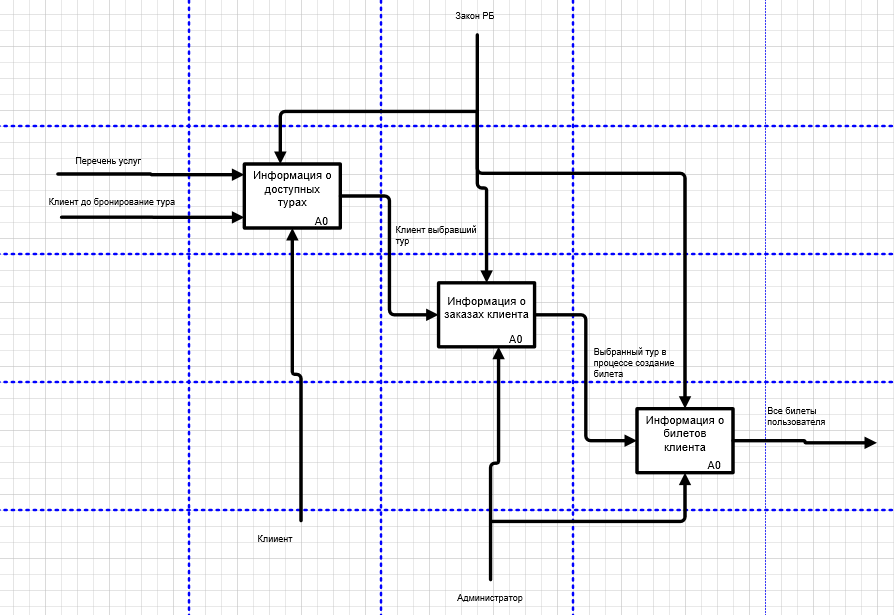 Закон РБ
Перечень услуг
Клиент до бронирование тура
Информация о
доступных
турах
A0
Клиент выбравший
тур
Информация о
заказах клиента
A0
Выбранный тур в
процессе создание
билета
Информация о
билетов
клиента
A0
Все билеты
пользователя
Клииент
Администратор